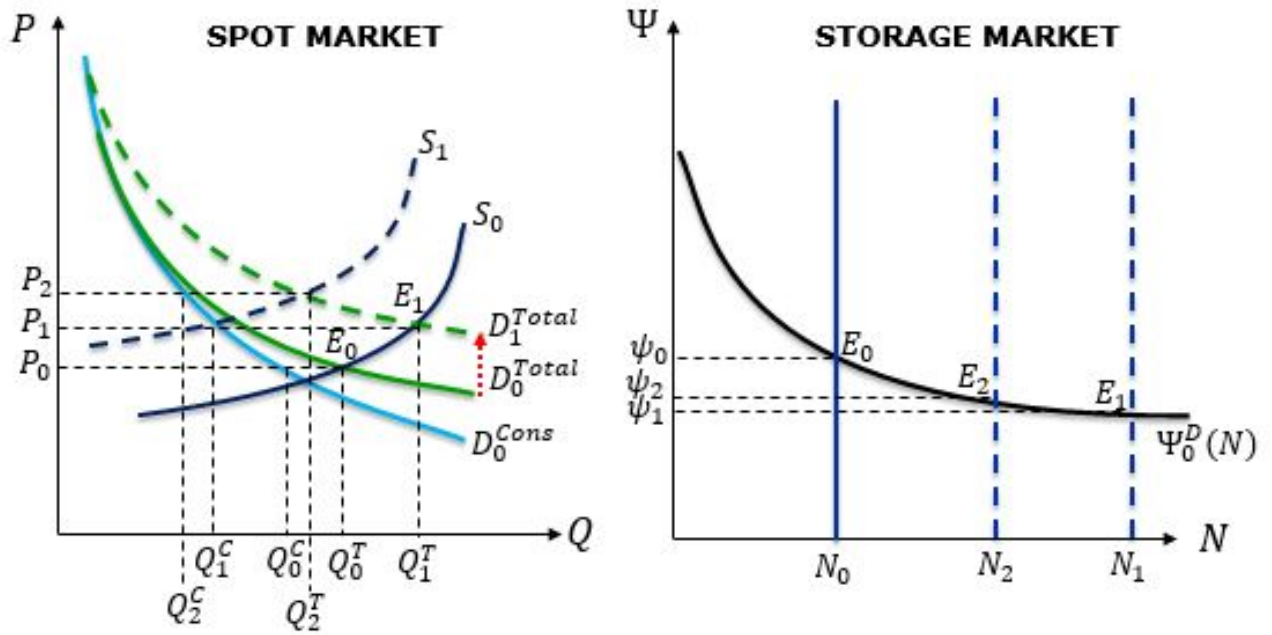 P
SPOT MARKET
S₁
S₀
P₂
P₁
P₀
E₁
E₀
D₁ᵀᵒᵗᵃˡ
D₀ᵀᵒᵗᵃˡ
D₀ᶜᵒⁿˢ
Q
Q₁ᶜ Q₀ᶜ Q₀ᵀ Q₁ᵀ
Q₂ᶜ Q₂ᵀ
Ψ
STORAGE MARKET
ψ₀
ψ₂
ψ₁
E₀
E₂
E₁
Ψ₀ᴰ(N)
N
N₀ N₂ N₁